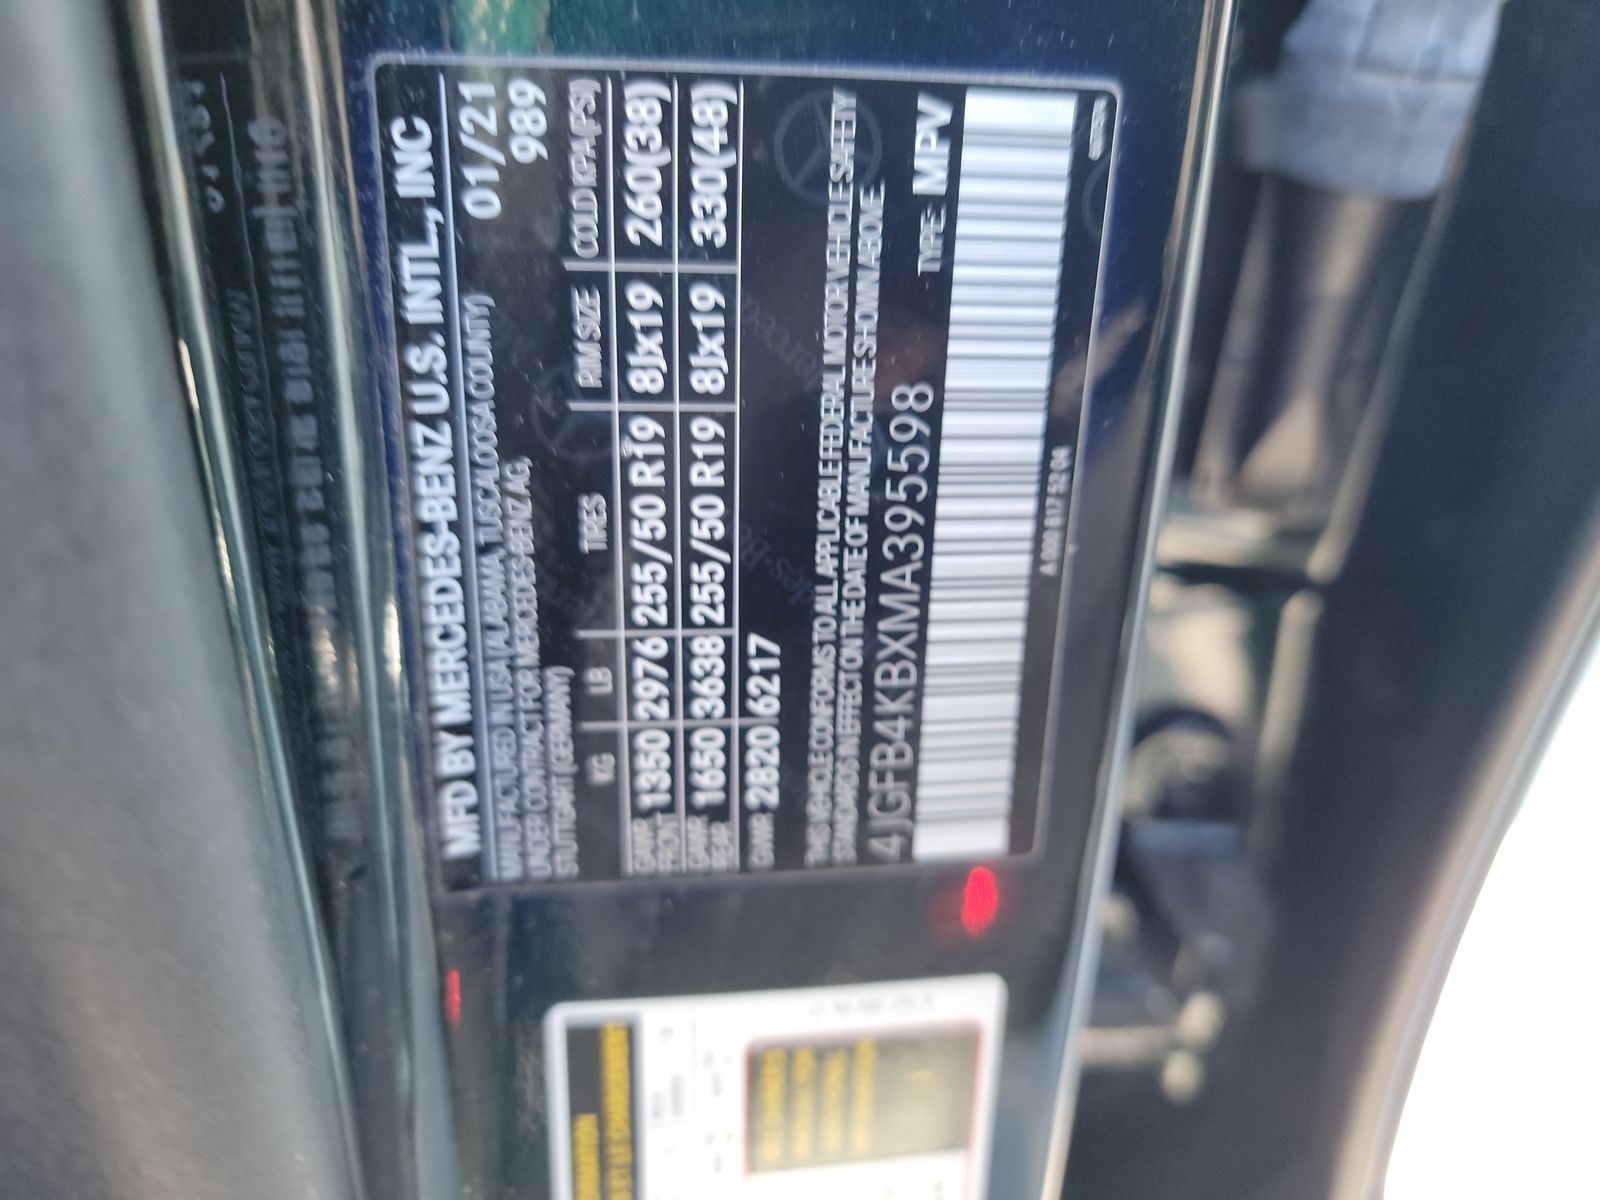 MFD BY MERCEDES-BENZ U.S. INTL., INC
MANUFACTURED IN USA (ALABAMA, TUSCALOOSA COUNTY) 01/21
UNDER CONTRACT FOR MERCEDES-BENZ AG, 989
STUTTGART (GERMANY)
KG LB TIRES RIM SIZE COLD KPA(PSI)
GAWR FRONT 1350 2976 255/50 R19 8Jx19 260(38)
GAWR REAR 1650 3638 255/50 R19 8Jx19 330(48)
GVWR 2820 6217
THIS VEHICLE CONFORMS TO ALL APPLICABLE FEDERAL MOTOR VEHICLE SAFETY
STANDARDS IN EFFECT ON THE DATE OF MANUFACTURE SHOWN ABOVE
4JGFB4KBXMA395598 TYPE: MPV
A 000 817 52 04